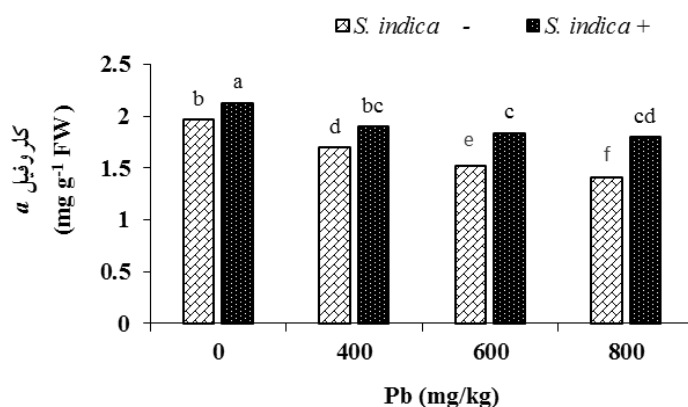 S. indica - S. indica +
كلروفيل a
(mg g-1 FW)
2.5
2
1.5
1
0.5
0
b a d bc e c f cd
0 400 600 800
Pb (mg/kg)